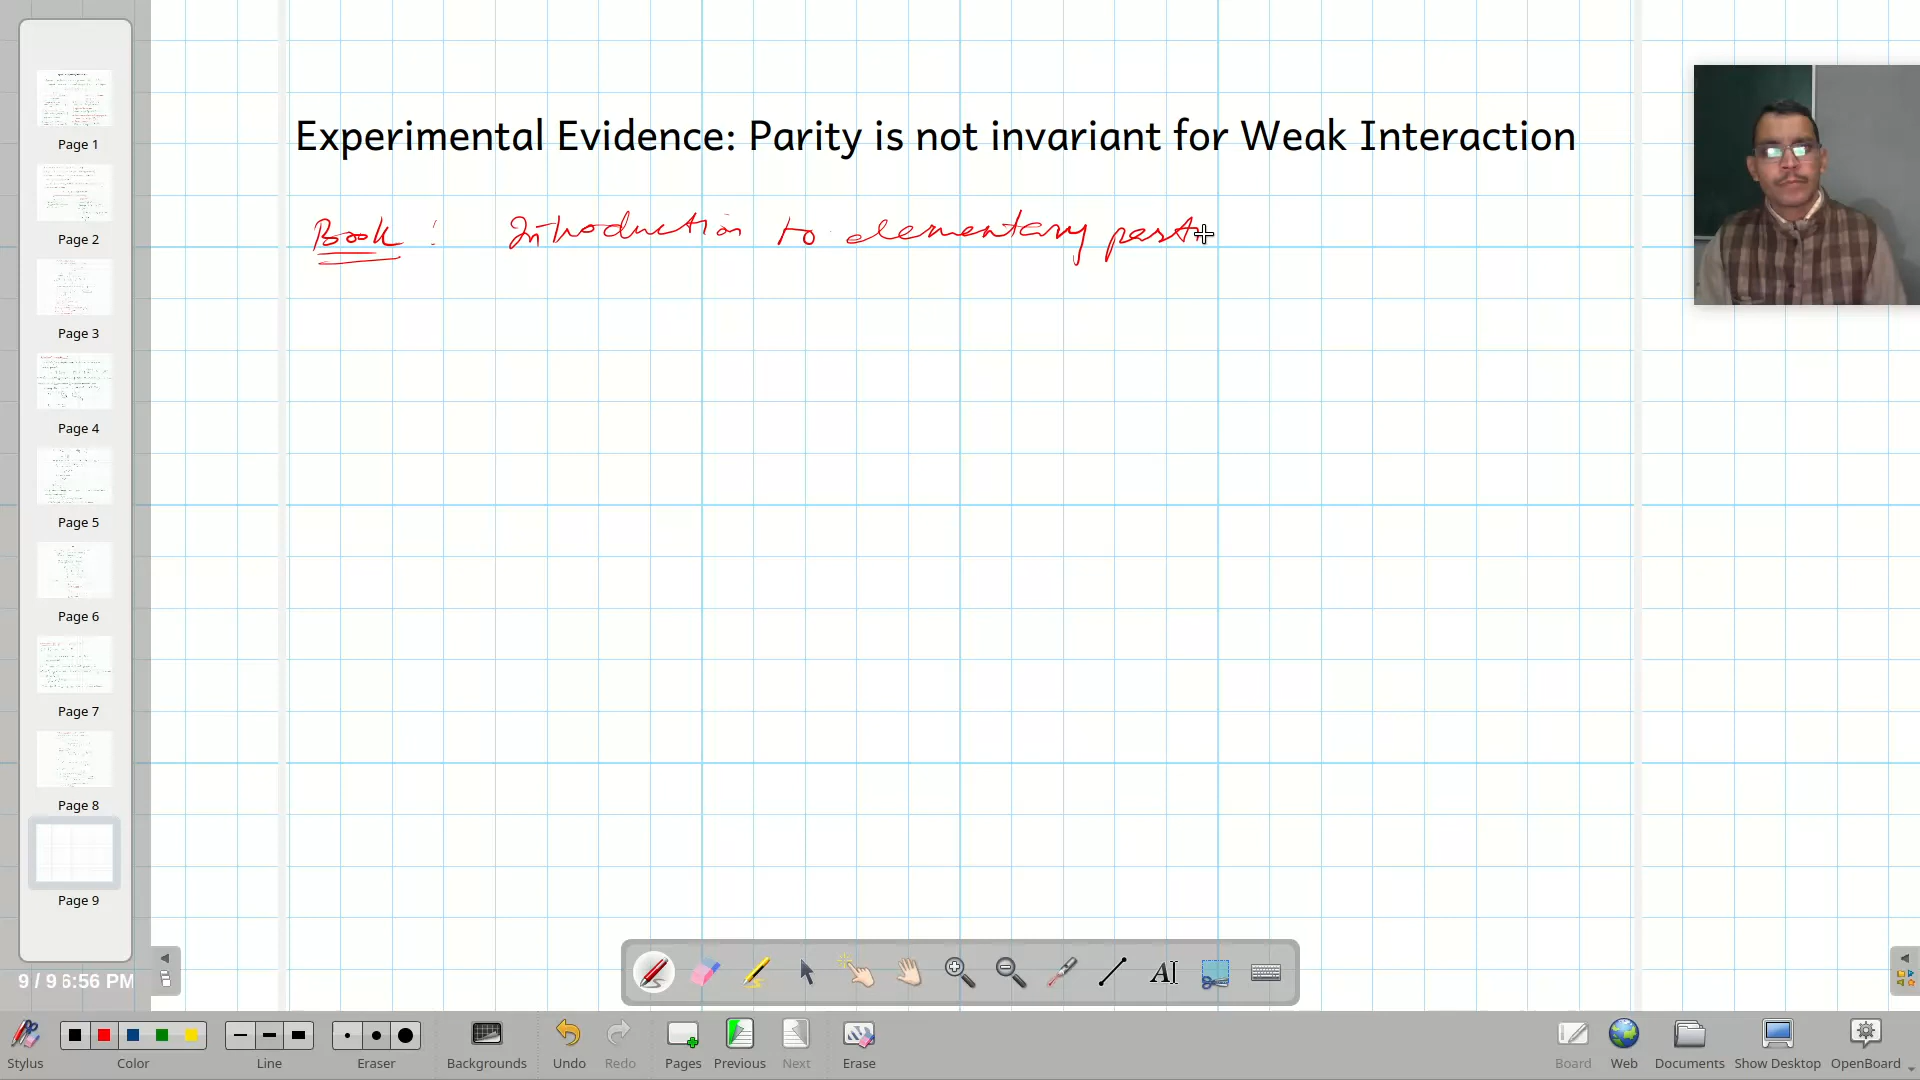 Experimental Evidence: Parity is not invariant for Weak Interaction
Book : Introduction to elementary part
Page 1
Page 2
Page 3
Page 4
Page 5
Page 6
Page 7
Page 8
Page 9
9 / 9 6:56 PM
AI
Stylus
Color
Line
Eraser
Backgrounds
Undo
Redo
Pages
Previous
Next
Erase
Board
Web
Documents
Show Desktop
OpenBoard